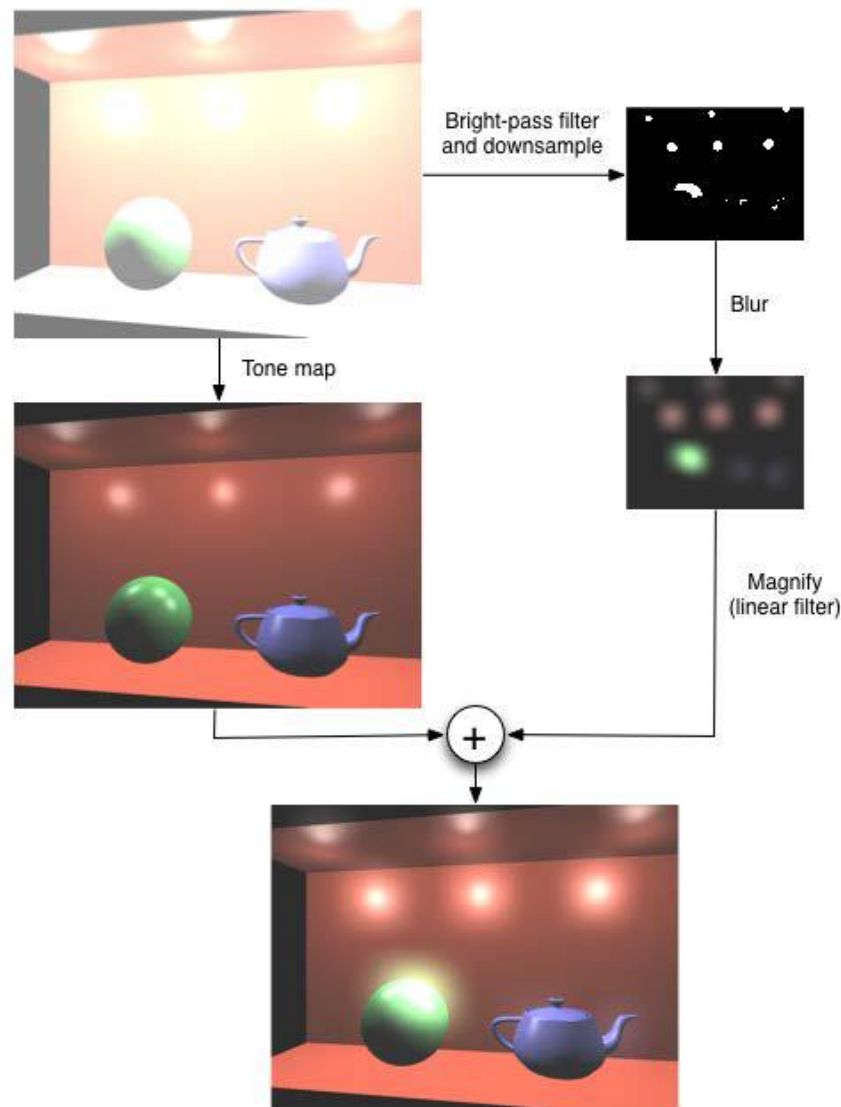 Bright-pass filter
and downsample
Blur
Tone map
Magnify
(linear filter)
+